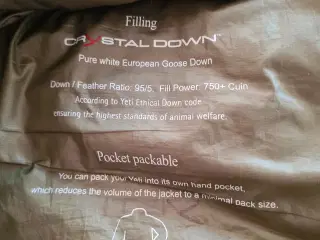 Filling
CRYSTAL DOWN™
Pure white European Goose Down
Down / Feather Ratio: 95/5. Fill Power: 750+ Cuin
According to Yeti Ethical Down code,
ensuring the highest standards of animal welfare.
Pocket packable
You can pack your Yeti into its own hand pocket,
which reduces the volume of the jacket to a minimal pack size.